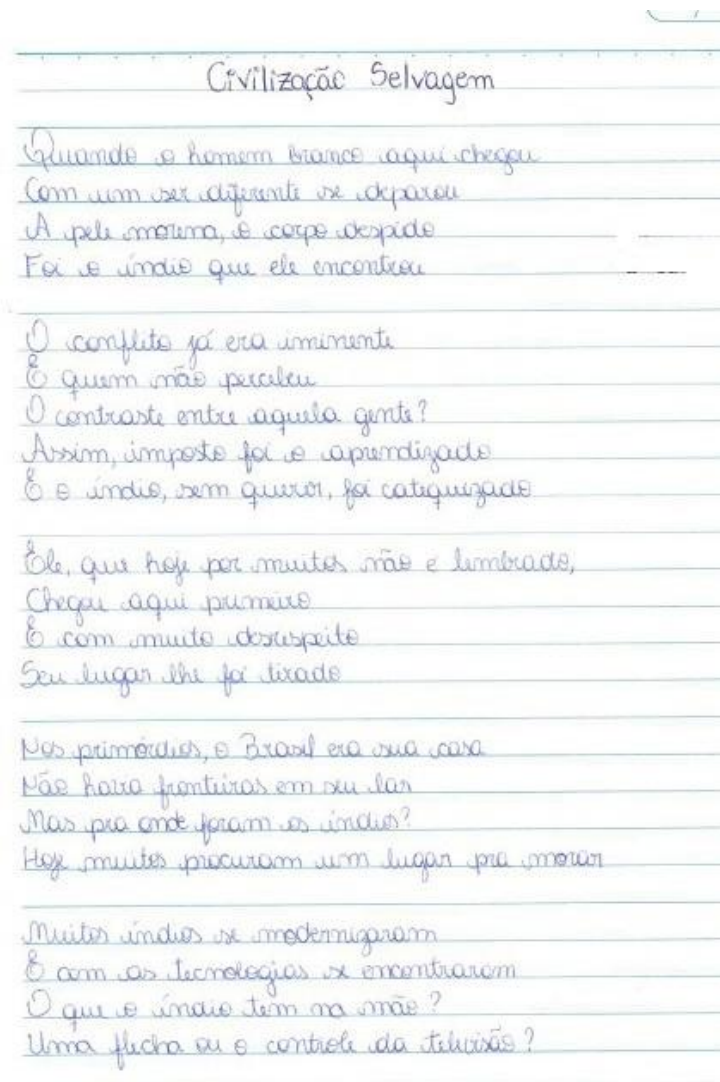 Civilização Selvagem
Quando o homem branco aqui chegou
Com um ser diferente se deparou
A pele morena, o corpo despido
Foi o índio que ele encontrou
O conflito já era iminente
E quem não percebeu
O contraste entre aquela gente?
Assim, imposto foi o aprendizado
E o índio, sem querer, foi catequizado
Ele, que hoje por muitos não e lembrado,
Chegou aqui primeiro
E com muito desrespeito
Seu lugar lhe foi tirado
Nos primórdios, o Brasil era sua casa
Não havia fronteiras em seu lar
Mas pra onde foram os índios?
Hoje muitos procuram um lugar pra morar
Muitos índios se modernizaram
E com as tecnologias se encontraram
O que o índio tem na mão?
Uma flecha ou o controle da televisão?